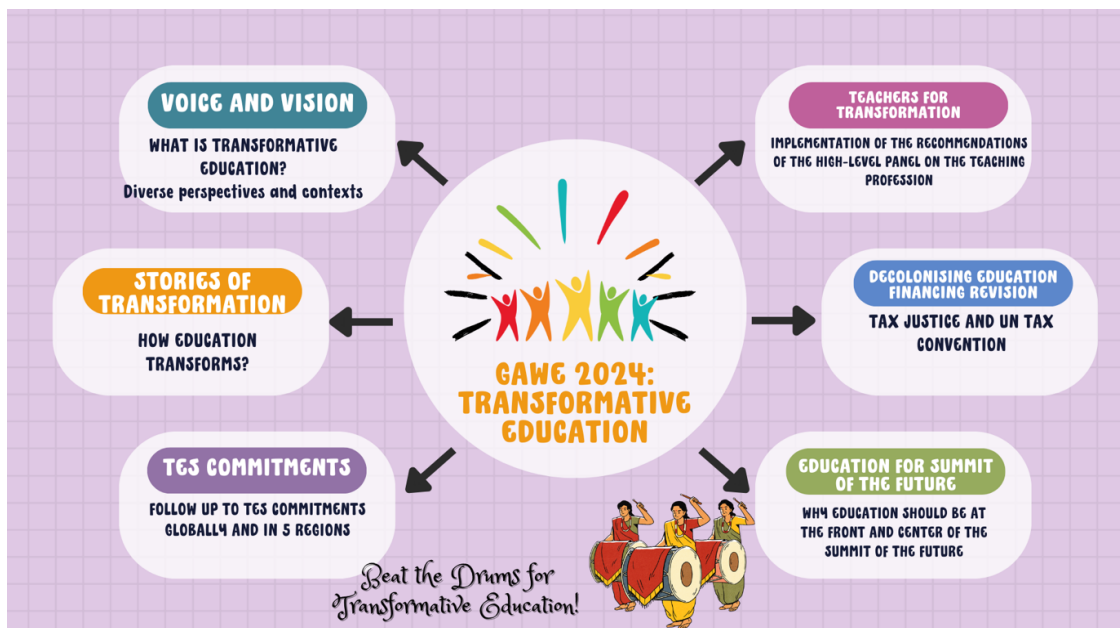 VOICE AND VISION
WHAT IS TRANSFORMATIVE
EDUCATION?
Diverse perspectives and contexts
STORIES OF
TRANSFORMATION
HOW EDUCATION
TRANSFORMS?
TES COMMITMENTS
FOLLOW UP TO TES COMMITMENTS
GLOBALLY AND IN 5 REGIONS
GAWE 2024:
TRANSFORMATIVE
EDUCATION
TEACHERS FOR
TRANSFORMATION
IMPLEMENTATION OF THE RECOMMENDATIONS
OF THE HIGH-LEVEL PANEL ON THE TEACHING
PROFESSION
DECOLONISING EDUCATION
FINANCING REVISION
TAX JUSTICE AND UN TAX
CONVENTION
EDUCATION FOR SUMMIT
OF THE FUTURE
WHY EDUCATION SHOULD BE AT
THE FRONT AND CENTER OF THE
SUMMIT OF THE FUTURE
Beat the Drums for
Transformative Education!